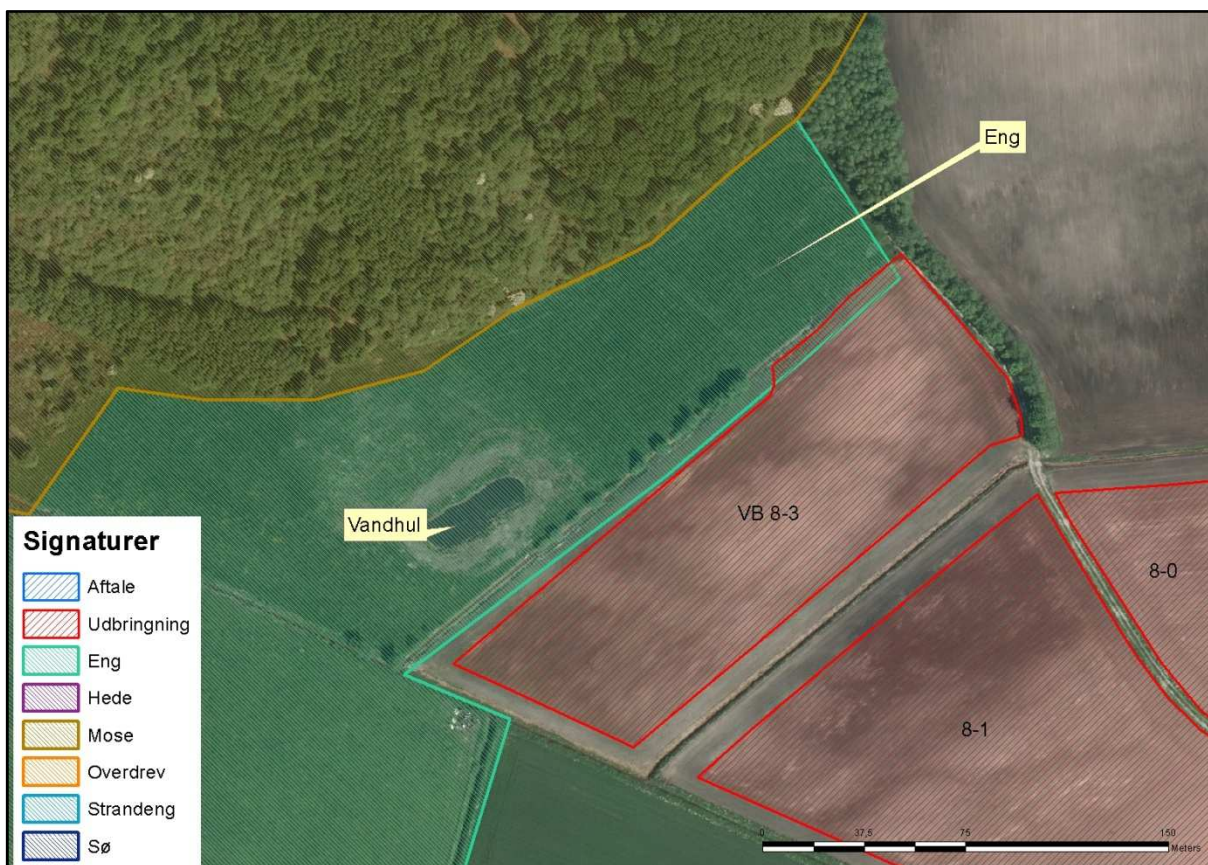 Eng
Vandhul
VB 8-3
8-0
8-1
Signaturer
Aftale
Udbringning
Eng
Hede
Mose
Overdrev
Strandeng
Sø
0 37,5 75 150
Meters